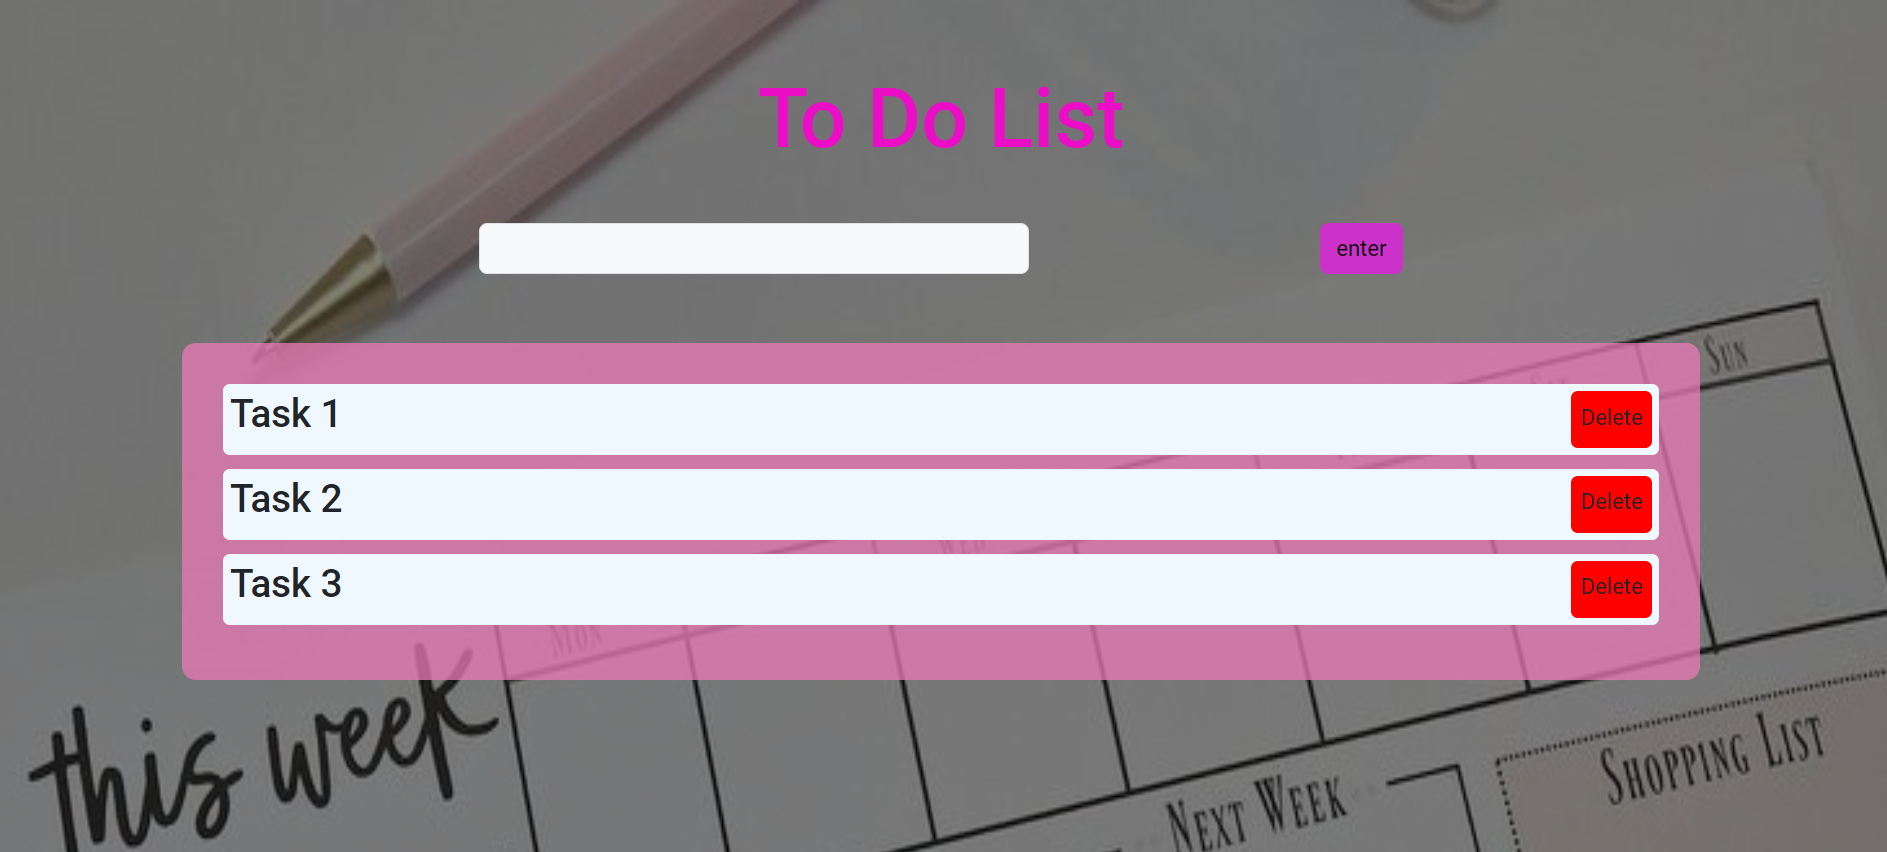 To Do List
enter
Task 1
Delete
Task 2
Delete
Task 3
Delete
Sun
Wed
Mon
this week
Next Week
Shopping List